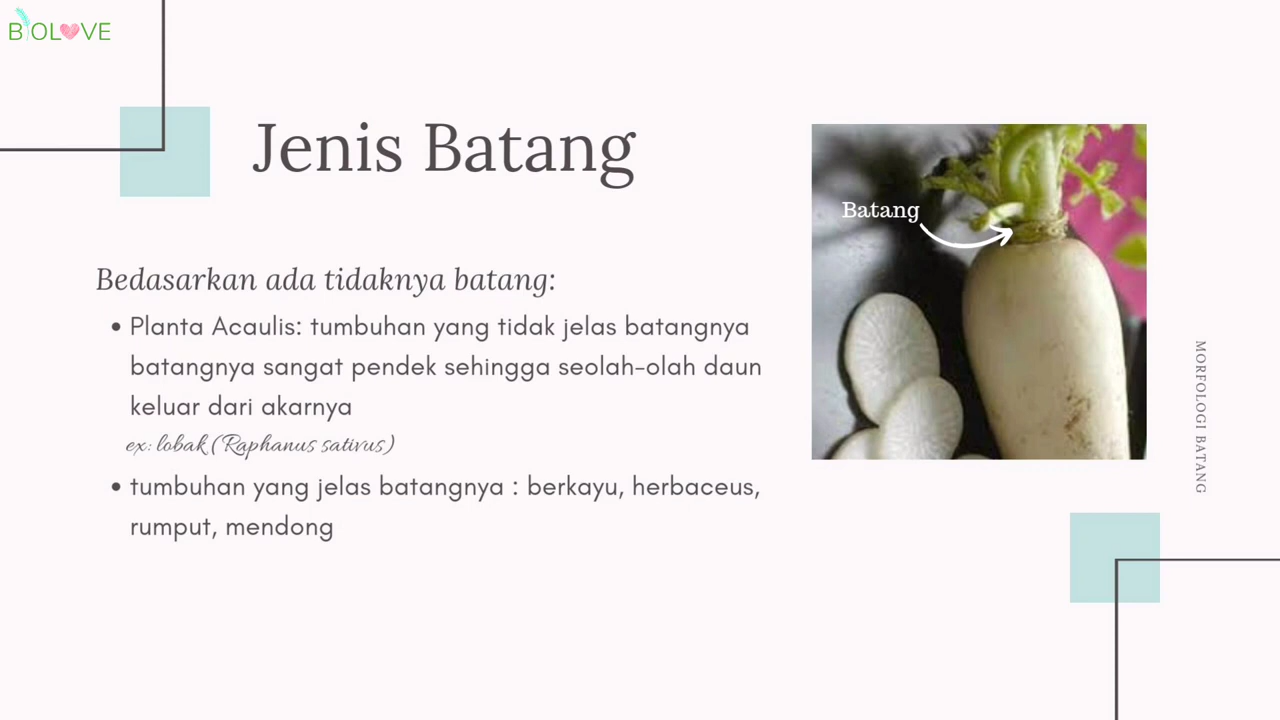 BIOLOVE
Jenis Batang
Batang
Bedasarkan ada tidaknya batang:
• Planta Acaulis: tumbuhan yang tidak jelas batangnya
batangnya sangat pendek sehingga seolah-olah daun
keluar dari akarnya
ex: lobak (Raphanus sativus)
• tumbuhan yang jelas batangnya : berkayu, herbaceus,
rumput, mendong
MORFOLOGI BATANG